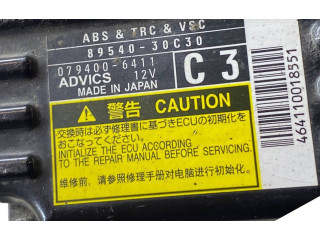 ABS & TRC & VSC
89540-30C30
079400-6411
ADVICS 12V
MADE IN JAPAN
C 3
警告 CAUTION
交換時は必ず修理書に基づきECUの初期化を
おこなってください。
INITIALIZE THE ECU ACCORDING
TO THE REPAIR MANUAL BEFORE SERVICING.
维修前，请参照修理手册对电脑进行初始化。
464110018551